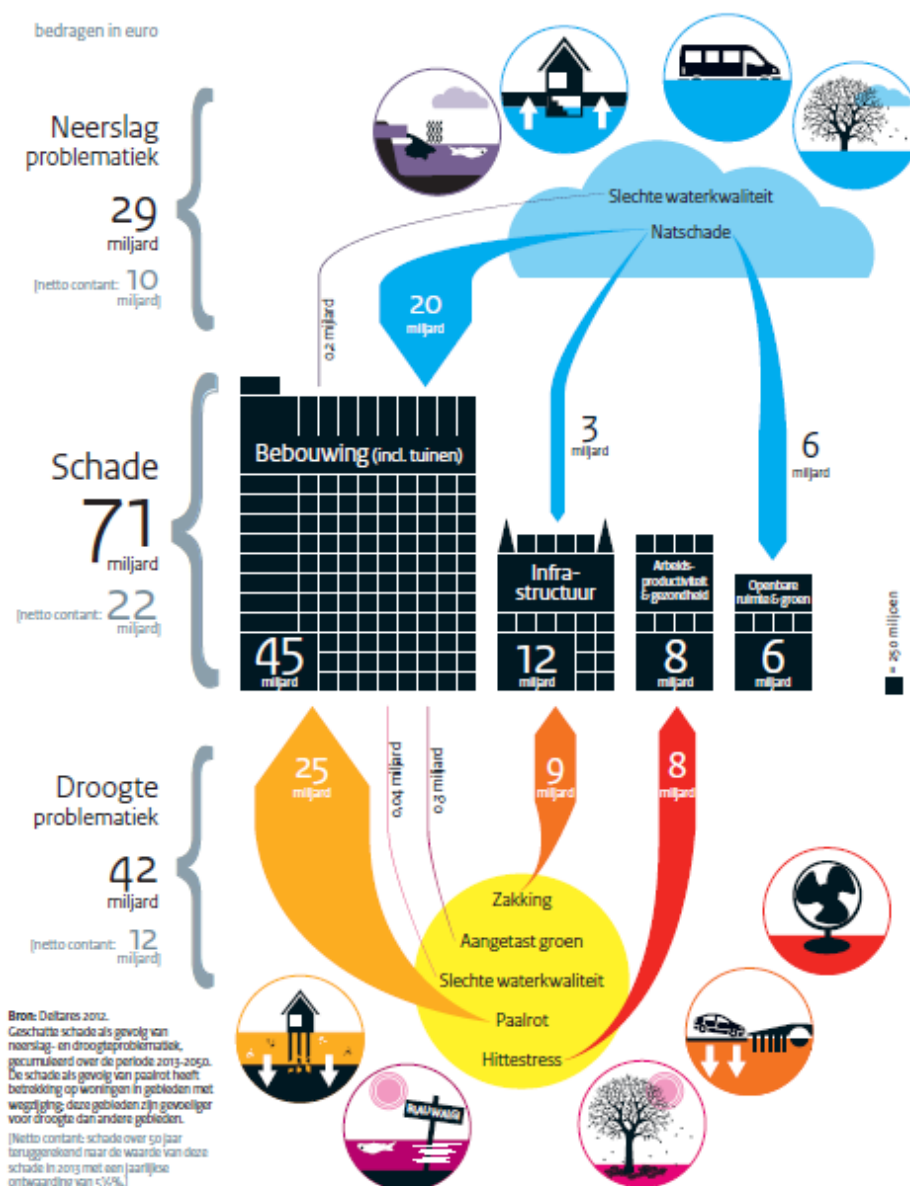 bedragen in euro
Neerslag
problematiek
29
miljard
[netto contant: 10
miljard]
Slechte waterkwaliteit
Natschade
0,2 miljard
20
miljard
3
miljard
6
miljard
Schade
71
miljard
[netto contant: 22
miljard]
Bebouwing (incl. tuinen)
45
miljard
Infra-
structuur
12
miljard
Arbeids-
productiviteit
& gezondheid
8
miljard
Openbare
ruimte & groen
6
miljard
= 250 miljoen
Droogte
problematiek
42
miljard
[netto contant: 12
miljard]
25
miljard
0,04 miljard
0,3 miljard
9
miljard
8
miljard
Zakking
Aangetast groen
Slechte waterkwaliteit
Paalrot
Hittestress
BLAUWALG
Bron: Deltares 2012.
Geschatte schade als gevolg van
neerslag- en droogteproblematiek,
gecumuleerd over de periode 2013-2050.
De schade als gevolg van paalrot heeft
betrekking op woningen in gebieden met
wegzijging; deze gebieden zijn gevoeliger
voor droogte dan andere gebieden.
[Netto contant: schade over 50 jaar
teruggerekend naar de waarde van deze
schade in 2013 met een jaarlijkse
ontwaarding van 5½%.]